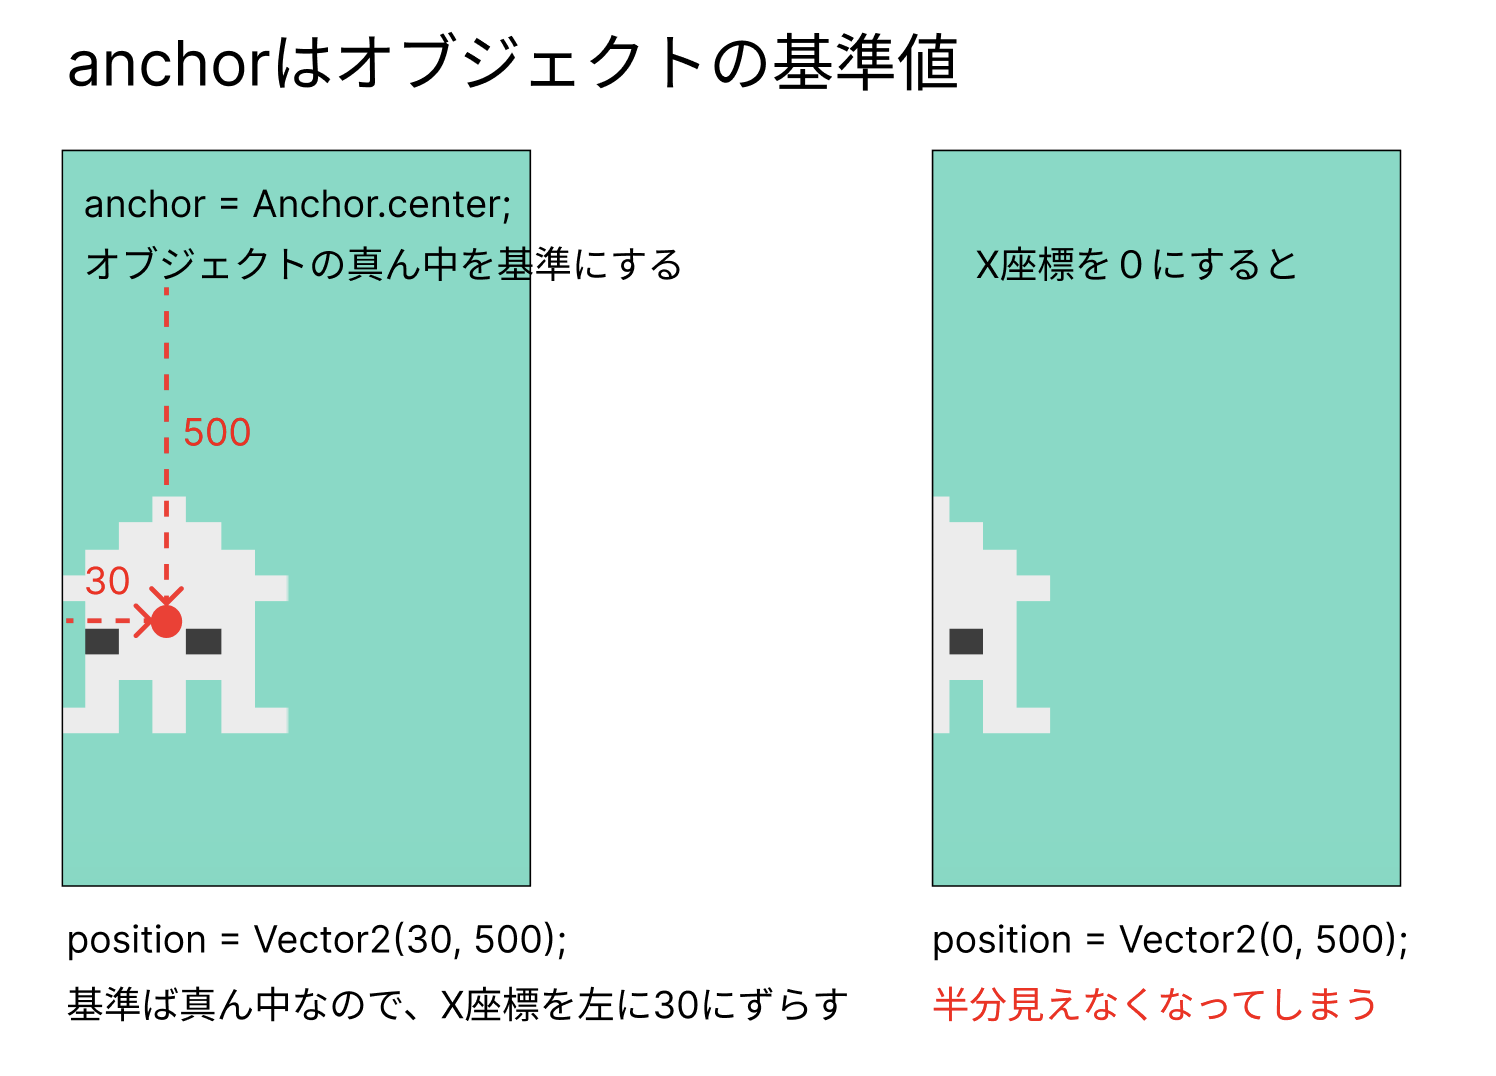 anchorはオブジェクトの基準値
anchor = Anchor.center;
オブジェクトの真ん中を基準にする
500
30
position = Vector2(30, 500);
基準ば真ん中なので、X座標を左に30にずらす
X座標を０にすると
position = Vector2(0, 500);
半分見えなくなってしまう